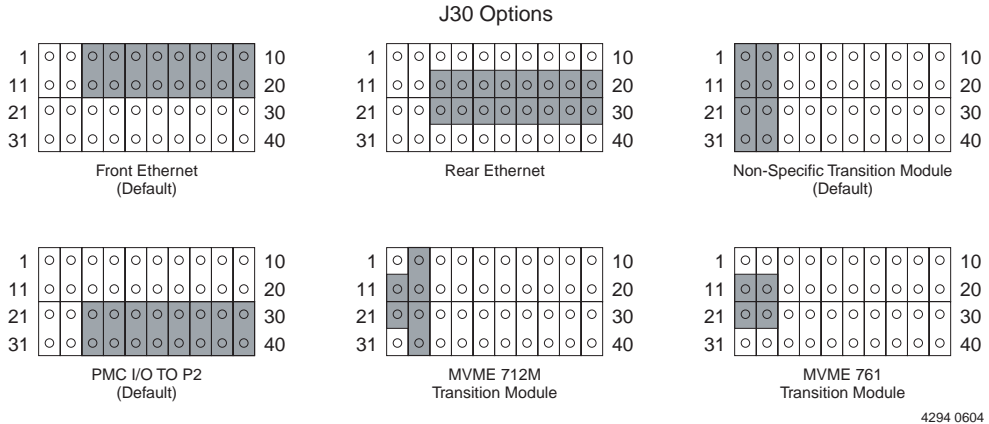 J30 Options
1 10
11 20
21 30
31 40
Front Ethernet
(Default)
1 10
11 20
21 30
31 40
Rear Ethernet
1 10
11 20
21 30
31 40
Non-Specific Transition Module
(Default)
1 10
11 20
21 30
31 40
PMC I/O TO P2
(Default)
1 10
11 20
21 30
31 40
MVME 712M
Transition Module
1 10
11 20
21 30
31 40
MVME 761
Transition Module
4294 0604